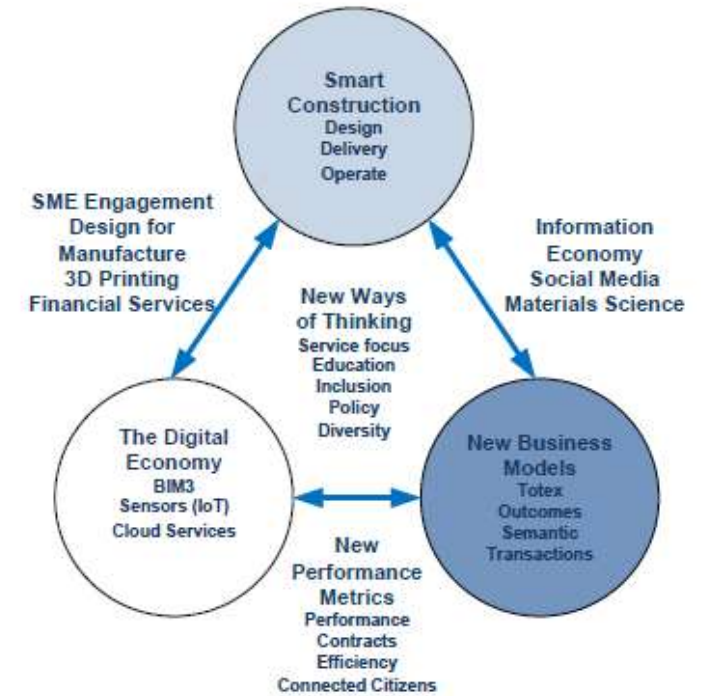 Smart
Construction
Design
Delivery
Operate
SME Engagement
Design for
Manufacture
3D Printing
Financial Services
Information
Economy
Social Media
Materials Science
New Ways
of Thinking
Service focus
Education
Inclusion
Policy
Diversity
The Digital
Economy
BIM3
Sensors (IoT)
Cloud Services
New Business
Models
Totex
Outcomes
Semantic
Transactions
New
Performance
Metrics
Performance
Contracts
Efficiency
Connected Citizens